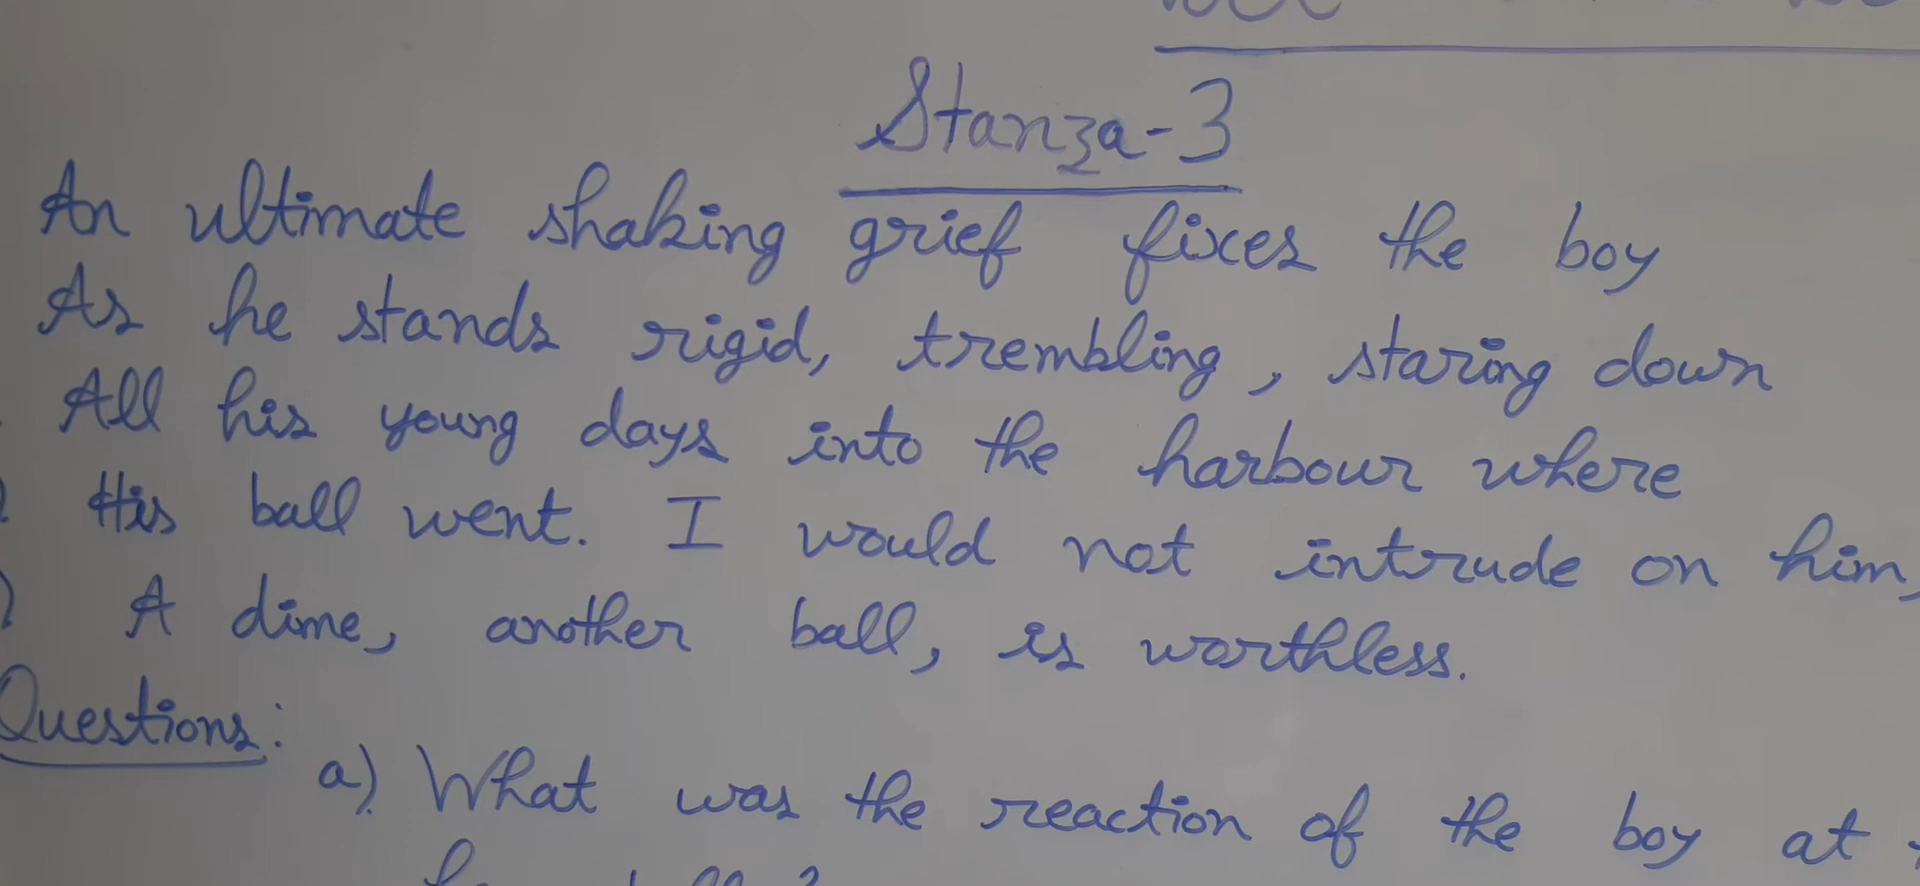 Stanza-3
An ultimate shaking grief fixes the boy
As he stands rigid, trembling, staring down
All his young days into the harbour where
His ball went. I would not intrude on him,
A dime, another ball, is worthless.
Questions:
a) What was the reaction of the boy at